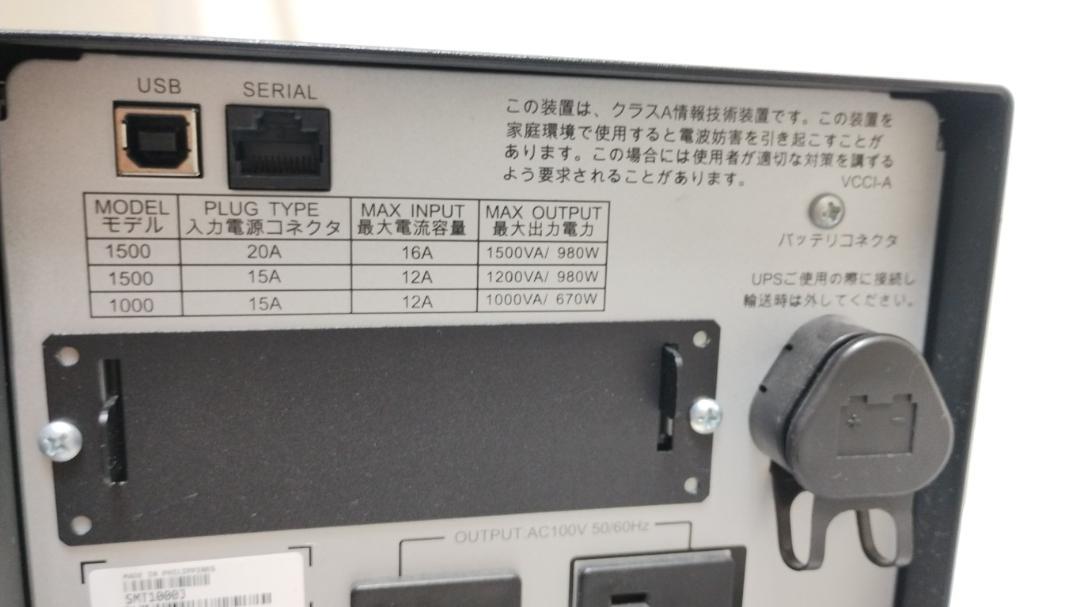 USB
SERIAL
この装置は、クラスA情報技術装置です。この装置を
家庭環境で使用すると電波妨害を引き起こすことが
あります。この場合には使用者が適切な対策を講ずる
よう要求されることがあります。
VCCI-A
MODEL PLUG TYPE MAX INPUT MAX OUTPUT
モデル 入力電源コネクタ 最大電流容量 最大出力電力
1500 20A 16A 1500VA/ 980W
1500 15A 12A 1200VA/ 980W
1000 15A 12A 1000VA/ 670W
バッテリコネクタ
UPSご使用の際に接続し
輸送時は外してください。
OUTPUT:AC100V 50/60Hz
MADE IN PHILIPPINES
SMT1000J